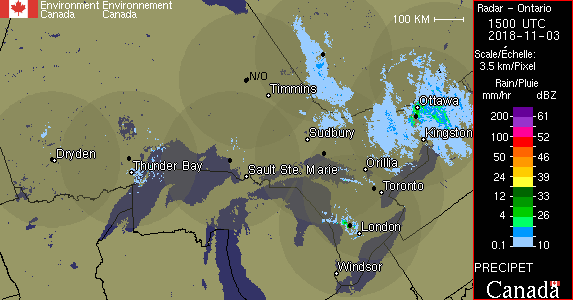 Environment Environnement
Canada Canada
100 KM
N/O
Timmins
Ottawa
Sudbury
Kingston
Dryden
Thunder Bay
Sault Ste. Marie
Orillia
Toronto
London
Windsor
Radar - Ontario
1500 UTC
2018-11-03
Scale/Échelle:
3.5 km/Pixel
Rain/Pluie
mm/hr dBZ
200 61
100 52
50 46
24 39
12 33
4 26
0.1 10
PRECIPET
Canada